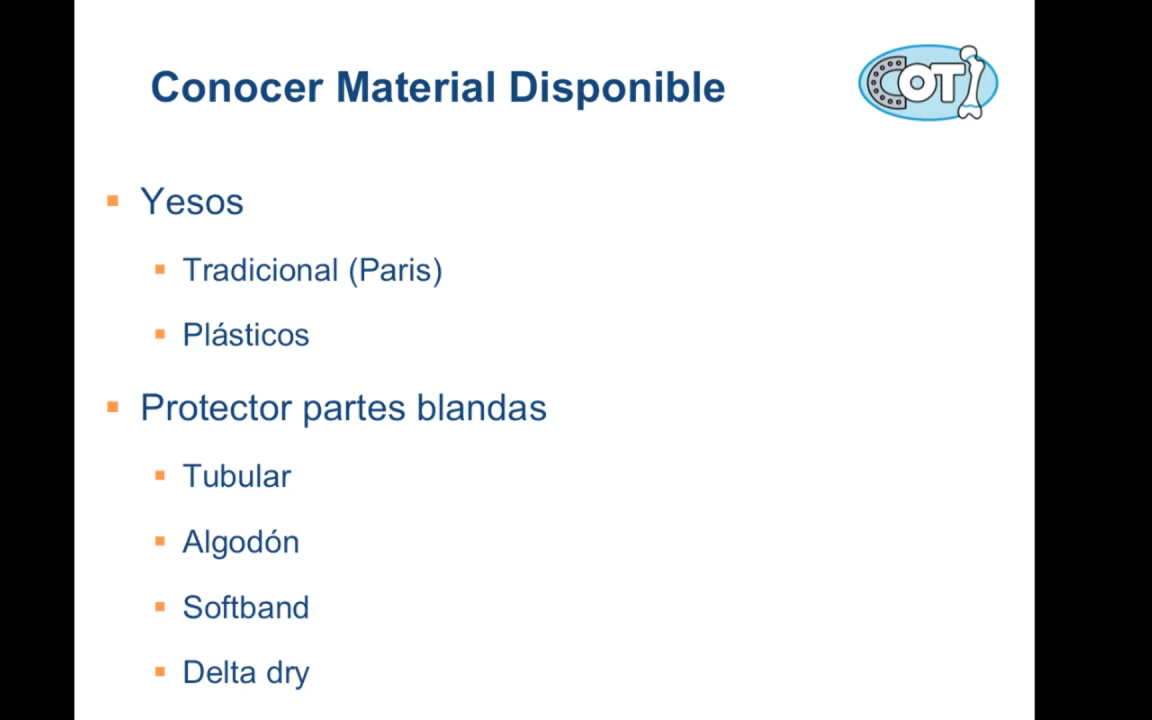 Conocer Material Disponible
COT
Yesos
Tradicional (Paris)
Plásticos
Protector partes blandas
Tubular
Algodón
Softband
Delta dry